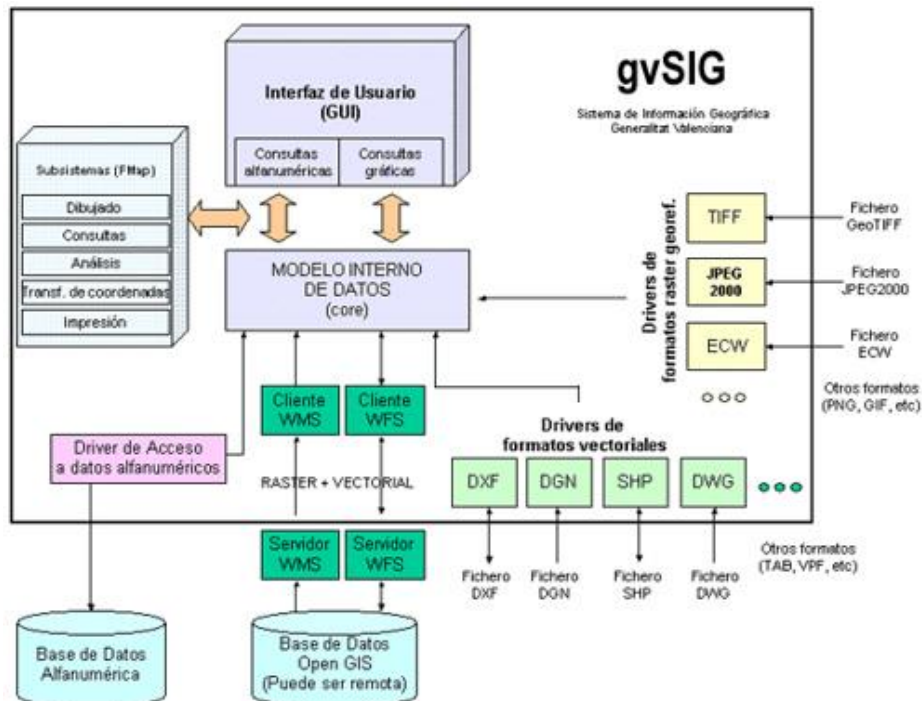 gvSIG
Sistema de Información Geográfica
Generalitat Valenciana
Interfaz de Usuario
(GUI)
Consultas
alfanuméricas
Consultas
gráficas
Subsistemas (FMap)
Dibujado
Consultas
Análisis
Transf. de coordenadas
Impresión
MODELO INTERNO
DE DATOS
(core)
Drivers de
formatos raster georef.
TIFF
Fichero
GeoTIFF
JPEG
2000
Fichero
JPEG2000
ECW
Fichero
ECW
Otros formatos
(PNG, GIF, etc)
Cliente
WMS
Cliente
WFS
Drivers de
formatos vectoriales
Driver de Acceso
a datos alfanuméricos
RASTER + VECTORIAL
DXF
DGN
SHP
DWG
Servidor
WMS
Servidor
WFS
Fichero
DXF
Fichero
DGN
Fichero
SHP
Fichero
DWG
Otros formatos
(TAB, VPF, etc)
Base de Datos
Alfanumérica
Base de Datos
Open GIS
(Puede ser remota)